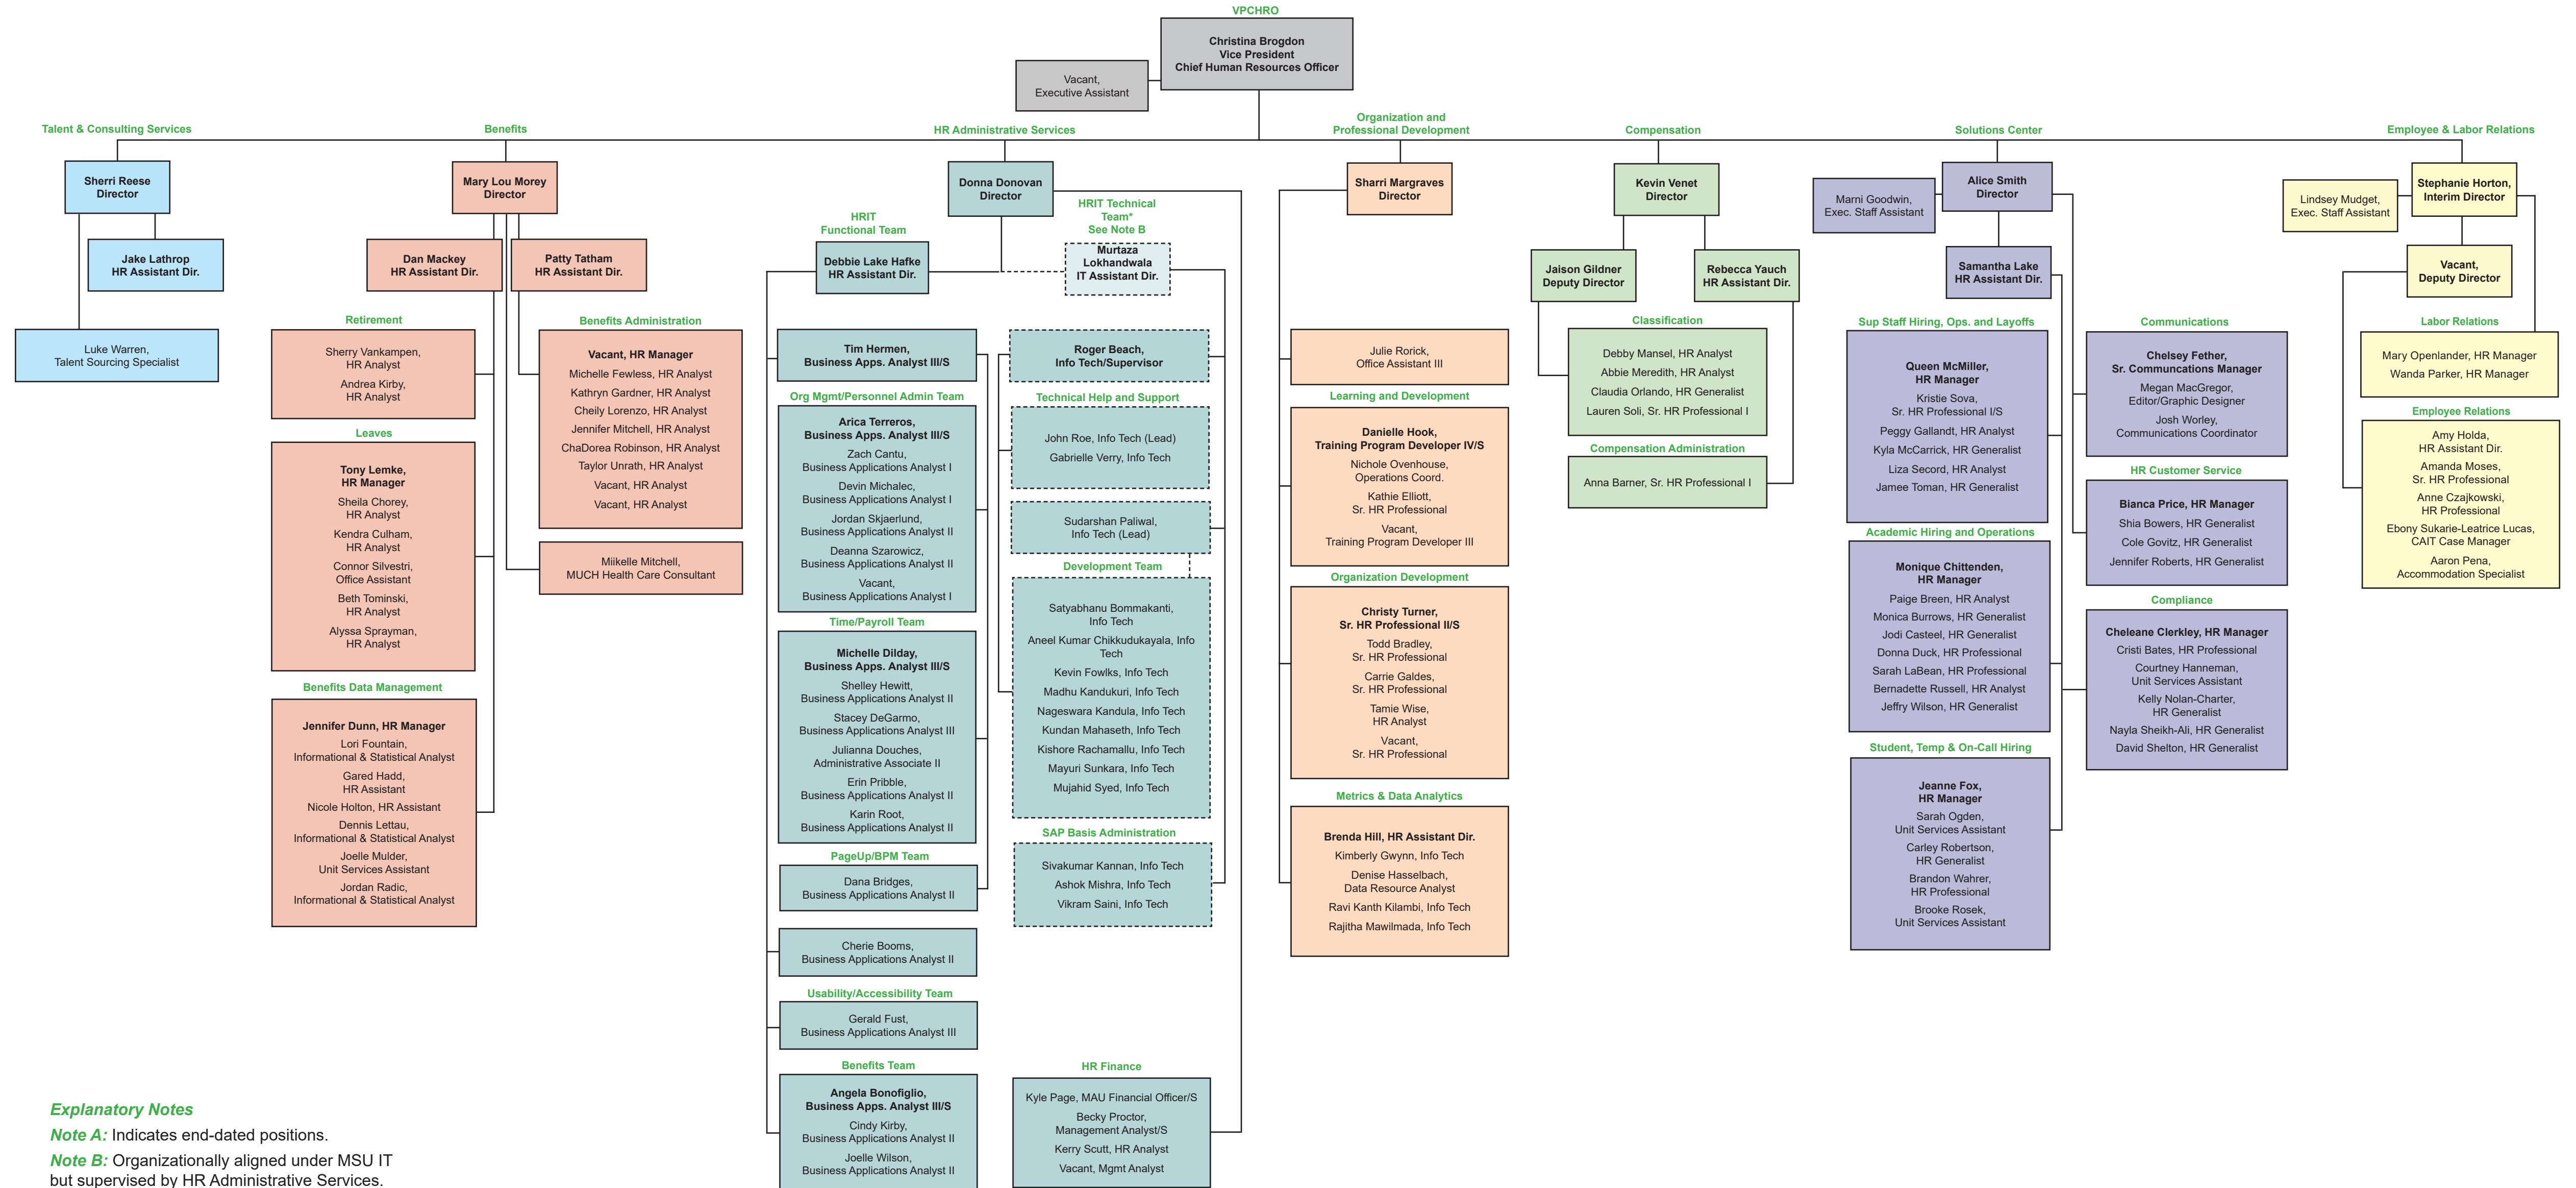 VPCHRO
Christina Brogdon
Vice President
Chief Human Resources Officer
Vacant,
Executive Assistant
Talent & Consulting Services
Sherri Reese
Director
Jake Lathrop
HR Assistant Dir.
Luke Warren,
Talent Sourcing Specialist
Benefits
Mary Lou Morey
Director
Dan Mackey
HR Assistant Dir.
Patty Tatham
HR Assistant Dir.
Retirement
Sherry Vankampen,
HR Analyst
Andrea Kirby,
HR Analyst
Leaves
Tony Lemke,
HR Manager
Sheila Chorey,
HR Analyst
Kendra Culham,
HR Analyst
Connor Silvestri,
Office Assistant
Beth Tominski,
HR Analyst
Alyssa Sprayman,
HR Analyst
Benefits Data Management
Jennifer Dunn, HR Manager
Lori Fountain,
Informational & Statistical Analyst
Gared Hadd,
HR Assistant
Nicole Holton, HR Assistant
Dennis Lettau,
Informational & Statistical Analyst
Joelle Mulder,
Unit Services Assistant
Jordan Radic,
Informational & Statistical Analyst
Benefits Administration
Vacant, HR Manager
Michelle Fewless, HR Analyst
Kathryn Gardner, HR Analyst
Cheily Lorenzo, HR Analyst
Jennifer Mitchell, HR Analyst
ChaDorea Robinson, HR Analyst
Taylor Unrath, HR Analyst
Vacant, HR Analyst
Vacant, HR Analyst
Miikelle Mitchell,
MUCH Health Care Consultant
HR Administrative Services
Donna Donovan
Director
HRIT
Functional Team
Debbie Lake Hafke
HR Assistant Dir.
HRIT Technical
Team*
See Note B
Murtaza
Lokhandwala
IT Assistant Dir.
Tim Hermen,
Business Apps. Analyst III/S
Org Mgmt/Personnel Admin Team
Arica Terreros,
Business Apps. Analyst III/S
Zach Cantu,
Business Applications Analyst I
Devin Michalec,
Business Applications Analyst I
Jordan Skjaerlund,
Business Applications Analyst II
Deanna Szarowicz,
Business Applications Analyst II
Vacant,
Business Applications Analyst I
Time/Payroll Team
Michelle Dilday,
Business Apps. Analyst III/S
Shelley Hewitt,
Business Applications Analyst II
Stacey DeGarmo,
Business Applications Analyst III
Julianna Douches,
Administrative Associate II
Erin Pribble,
Business Applications Analyst II
Karin Root,
Business Applications Analyst II
PageUp/BPM Team
Dana Bridges,
Business Applications Analyst II
Cherie Booms,
Business Applications Analyst II
Usability/Accessibility Team
Gerald Fust,
Business Applications Analyst III
Benefits Team
Angela Bonofiglio,
Business Apps. Analyst III/S
Cindy Kirby,
Business Applications Analyst II
Joelle Wilson,
Business Applications Analyst II
Roger Beach,
Info Tech/Supervisor
Technical Help and Support
John Roe, Info Tech (Lead)
Gabrielle Verry, Info Tech
Sudarshan Paliwal,
Info Tech (Lead)
Development Team
Satyabhanu Bommakanti,
Info Tech
Aneel Kumar Chikkudukayala, Info
Tech
Kevin Fowlks, Info Tech
Madhu Kandukuri, Info Tech
Nageswara Kandula, Info Tech
Kundan Mahaseth, Info Tech
Kishore Rachamallu, Info Tech
Mayuri Sunkara, Info Tech
Mujahid Syed, Info Tech
SAP Basis Administration
Sivakumar Kannan, Info Tech
Ashok Mishra, Info Tech
Vikram Saini, Info Tech
HR Finance
Kyle Page, MAU Financial Officer/S
Becky Proctor,
Management Analyst/S
Kerry Scutt, HR Analyst
Vacant, Mgmt Analyst
Organization and
Professional Development
Sharri Margraves
Director
Julie Rorick,
Office Assistant III
Learning and Development
Danielle Hook,
Training Program Developer IV/S
Nichole Ovenhouse,
Operations Coord.
Kathie Elliott,
Sr. HR Professional
Vacant,
Training Program Developer III
Organization Development
Christy Turner,
Sr. HR Professional II/S
Todd Bradley,
Sr. HR Professional
Carrie Galdes,
Sr. HR Professional
Tamie Wise,
HR Analyst
Vacant,
Sr. HR Professional
Metrics & Data Analytics
Brenda Hill, HR Assistant Dir.
Kimberly Gwynn, Info Tech
Denise Hasselbach,
Data Resource Analyst
Ravi Kanth Kilambi, Info Tech
Rajitha Mawilmada, Info Tech
Compensation
Kevin Venet
Director
Jaison Gildner
Deputy Director
Rebecca Yauch
HR Assistant Dir.
Classification
Debby Mansel, HR Analyst
Abbie Meredith, HR Analyst
Claudia Orlando, HR Generalist
Lauren Soli, Sr. HR Professional I
Compensation Administration
Anna Barner, Sr. HR Professional I
Solutions Center
Marni Goodwin,
Exec. Staff Assistant
Alice Smith
Director
Samantha Lake
HR Assistant Dir.
Sup Staff Hiring, Ops. and Layoffs
Queen McMiller,
HR Manager
Kristie Sova,
Sr. HR Professional I/S
Peggy Gallandt, HR Analyst
Kyla McCarrick, HR Generalist
Liza Secord, HR Analyst
Jamee Toman, HR Generalist
Academic Hiring and Operations
Monique Chittenden,
HR Manager
Paige Breen, HR Analyst
Monica Burrows, HR Generalist
Jodi Casteel, HR Generalist
Donna Duck, HR Professional
Sarah LaBean, HR Professional
Bernadette Russell, HR Analyst
Jeffry Wilson, HR Generalist
Student, Temp & On-Call Hiring
Jeanne Fox,
HR Manager
Sarah Ogden,
Unit Services Assistant
Carley Robertson,
HR Generalist
Brandon Wahrer,
HR Professional
Brooke Rosek,
Unit Services Assistant
Communications
Chelsey Fether,
Sr. Communcations Manager
Megan MacGregor,
Editor/Graphic Designer
Josh Worley,
Communications Coordinator
HR Customer Service
Bianca Price, HR Manager
Shia Bowers, HR Generalist
Cole Govitz, HR Generalist
Jennifer Roberts, HR Generalist
Compliance
Cheleane Clerkley, HR Manager
Cristi Bates, HR Professional
Courtney Hanneman,
Unit Services Assistant
Kelly Nolan-Charter,
HR Generalist
Nayla Sheikh-Ali, HR Generalist
David Shelton, HR Generalist
Employee & Labor Relations
Lindsey Mudget,
Exec. Staff Assistant
Stephanie Horton,
Interim Director
Vacant,
Deputy Director
Labor Relations
Mary Openlander, HR Manager
Wanda Parker, HR Manager
Employee Relations
Amy Holda,
HR Assistant Dir.
Amanda Moses,
Sr. HR Professional
Anne Czajkowski,
HR Professional
Ebony Sukarie-Leatrice Lucas,
CAIT Case Manager
Aaron Pena,
Accommodation Specialist
Explanatory Notes
Note A: Indicates end-dated positions.
Note B: Organizationally aligned under MSU IT
but supervised by HR Administrative Services.